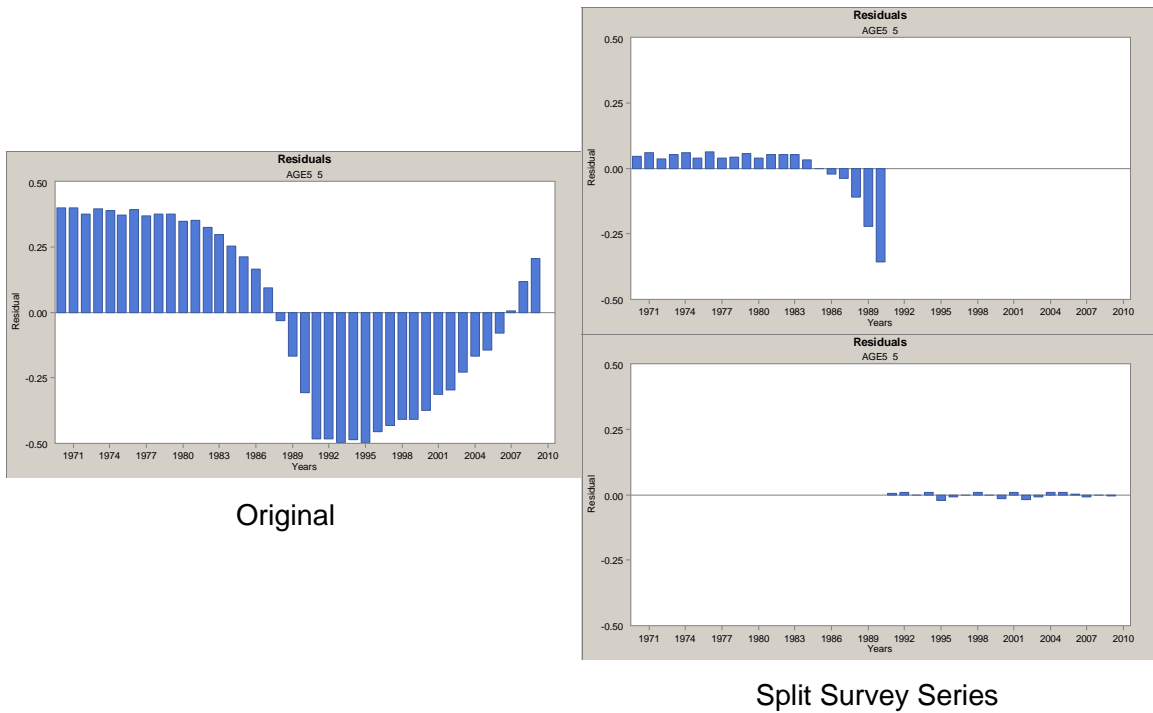 Residuals
AGE5 5
0.50
0.25
0.00
-0.25
-0.50
Residual
1971 1974 1977 1980 1983 1986 1989 1992 1995 1998 2001 2004 2007 2010
Years
Original
Residuals
AGE5 5
0.50
0.25
0.00
-0.25
-0.50
Residual
1971 1974 1977 1980 1983 1986 1989 1992 1995 1998 2001 2004 2007 2010
Years
Residuals
AGE5 5
0.50
0.25
0.00
-0.25
-0.50
Residual
1971 1974 1977 1980 1983 1986 1989 1992 1995 1998 2001 2004 2007 2010
Years
Split Survey Series